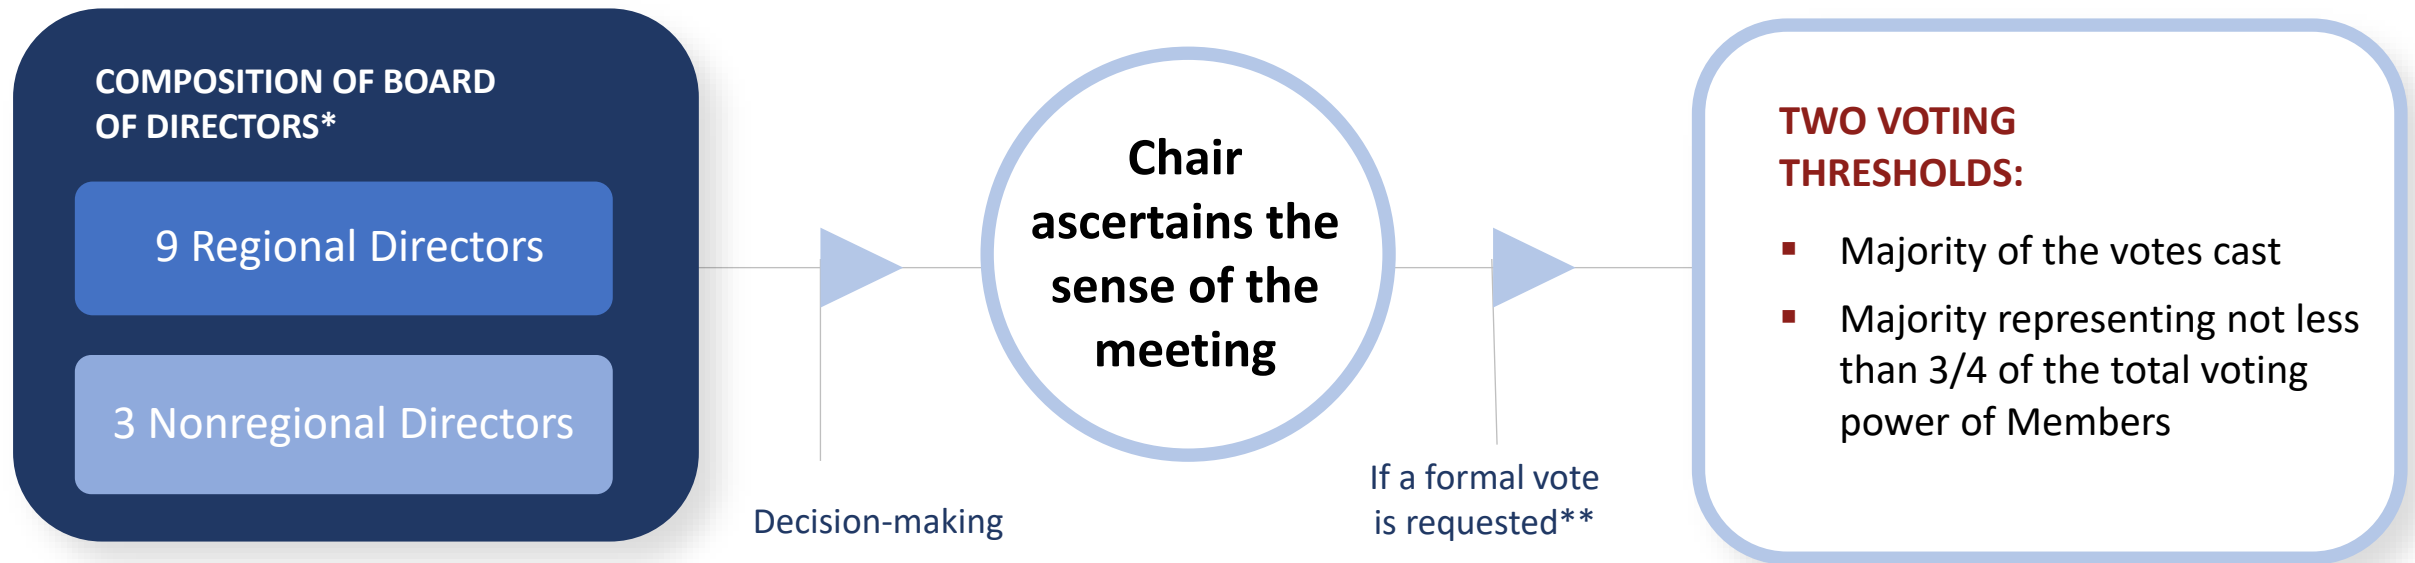 COMPOSITION OF BOARD
OF DIRECTORS*
9 Regional Directors
3 Nonregional Directors
Decision-making
Chair
ascertains the
sense of the
meeting
If a formal vote
is requested**
TWO VOTING
THRESHOLDS:
▪ Majority of the votes cast
▪ Majority representing not less
than 3/4 of the total voting
power of Members